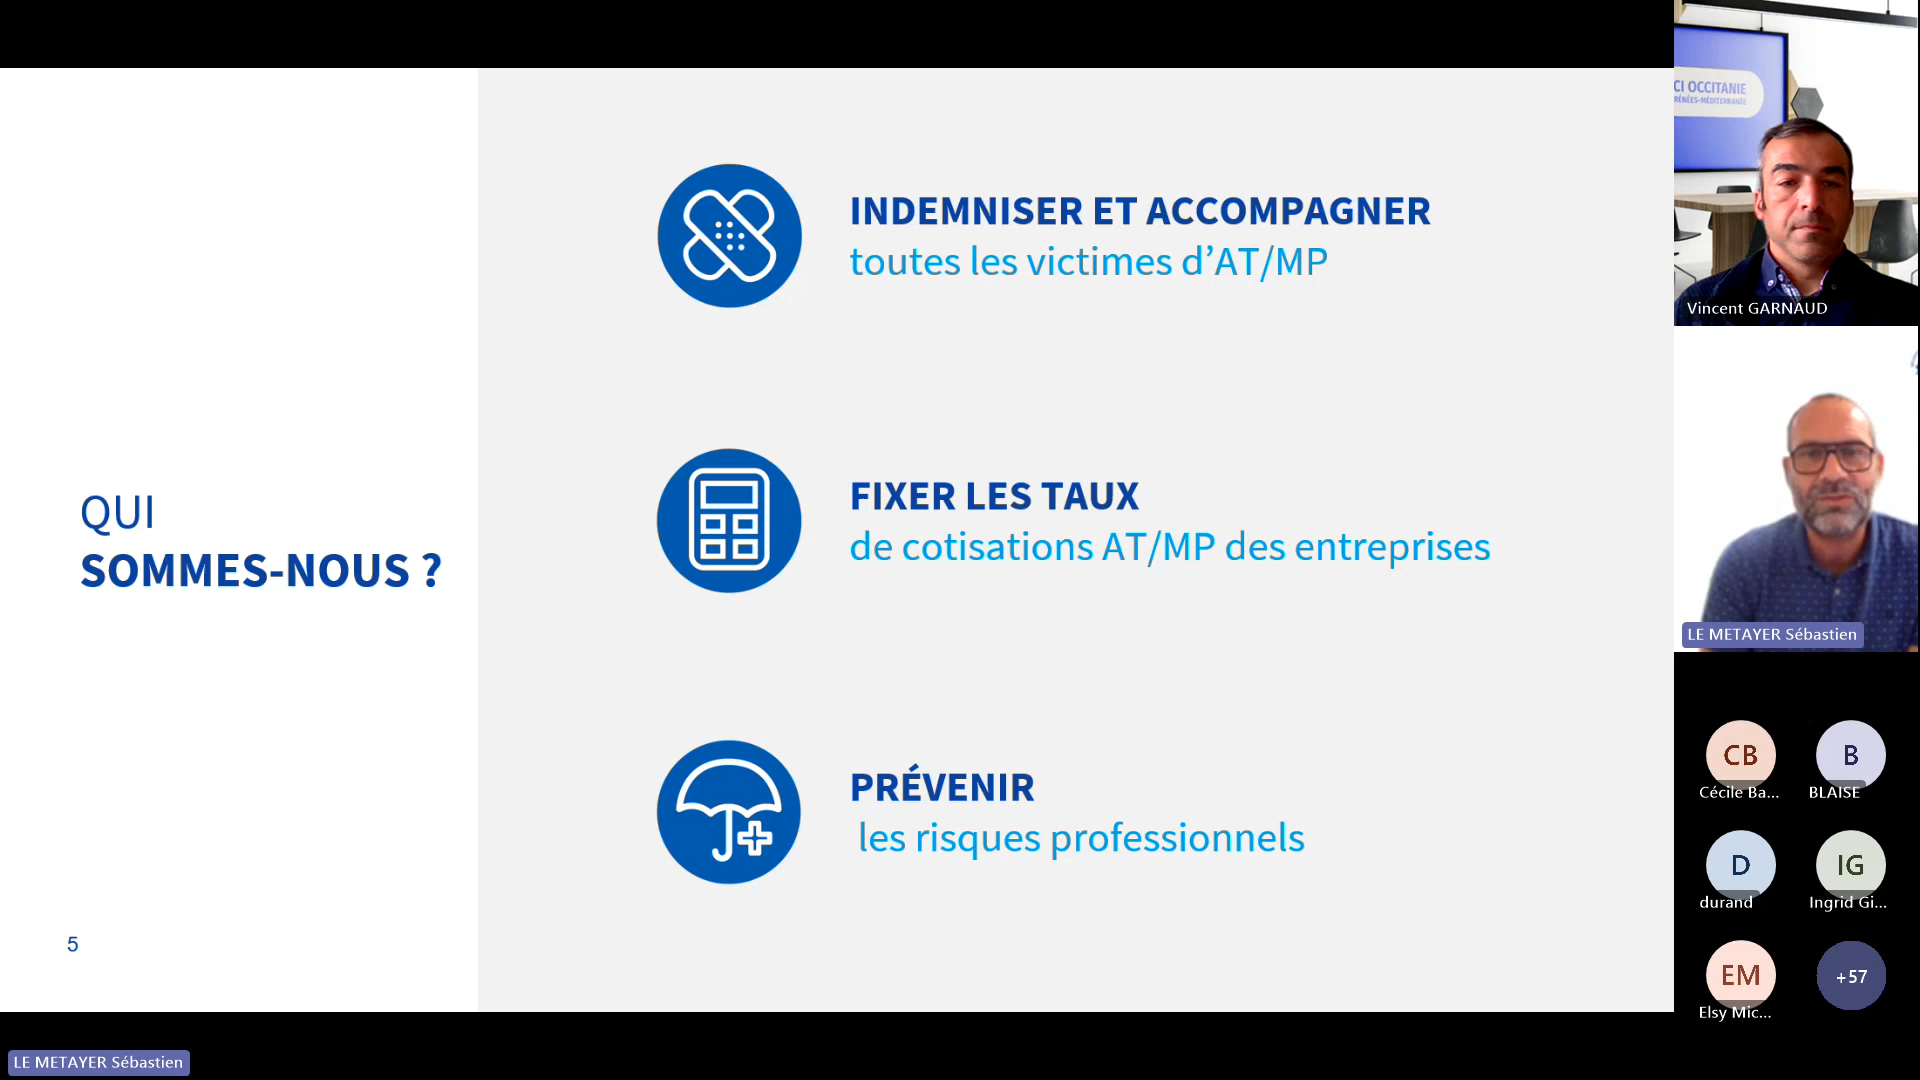 QUI
SOMMES-NOUS ?
INDEMNISER ET ACCOMPAGNER
toutes les victimes d’AT/MP
FIXER LES TAUX
de cotisations AT/MP des entreprises
PRÉVENIR
les risques professionnels
5
CI OCCITANIE
RÉNÉES-MÉDITERRANÉE
Vincent GARNAUD
LE METAYER Sébastien
CB
Cécile Ba...
B
BLAISE
D
durand
IG
Ingrid Gi...
EM
Elsy Mic...
+57
LE METAYER Sébastien